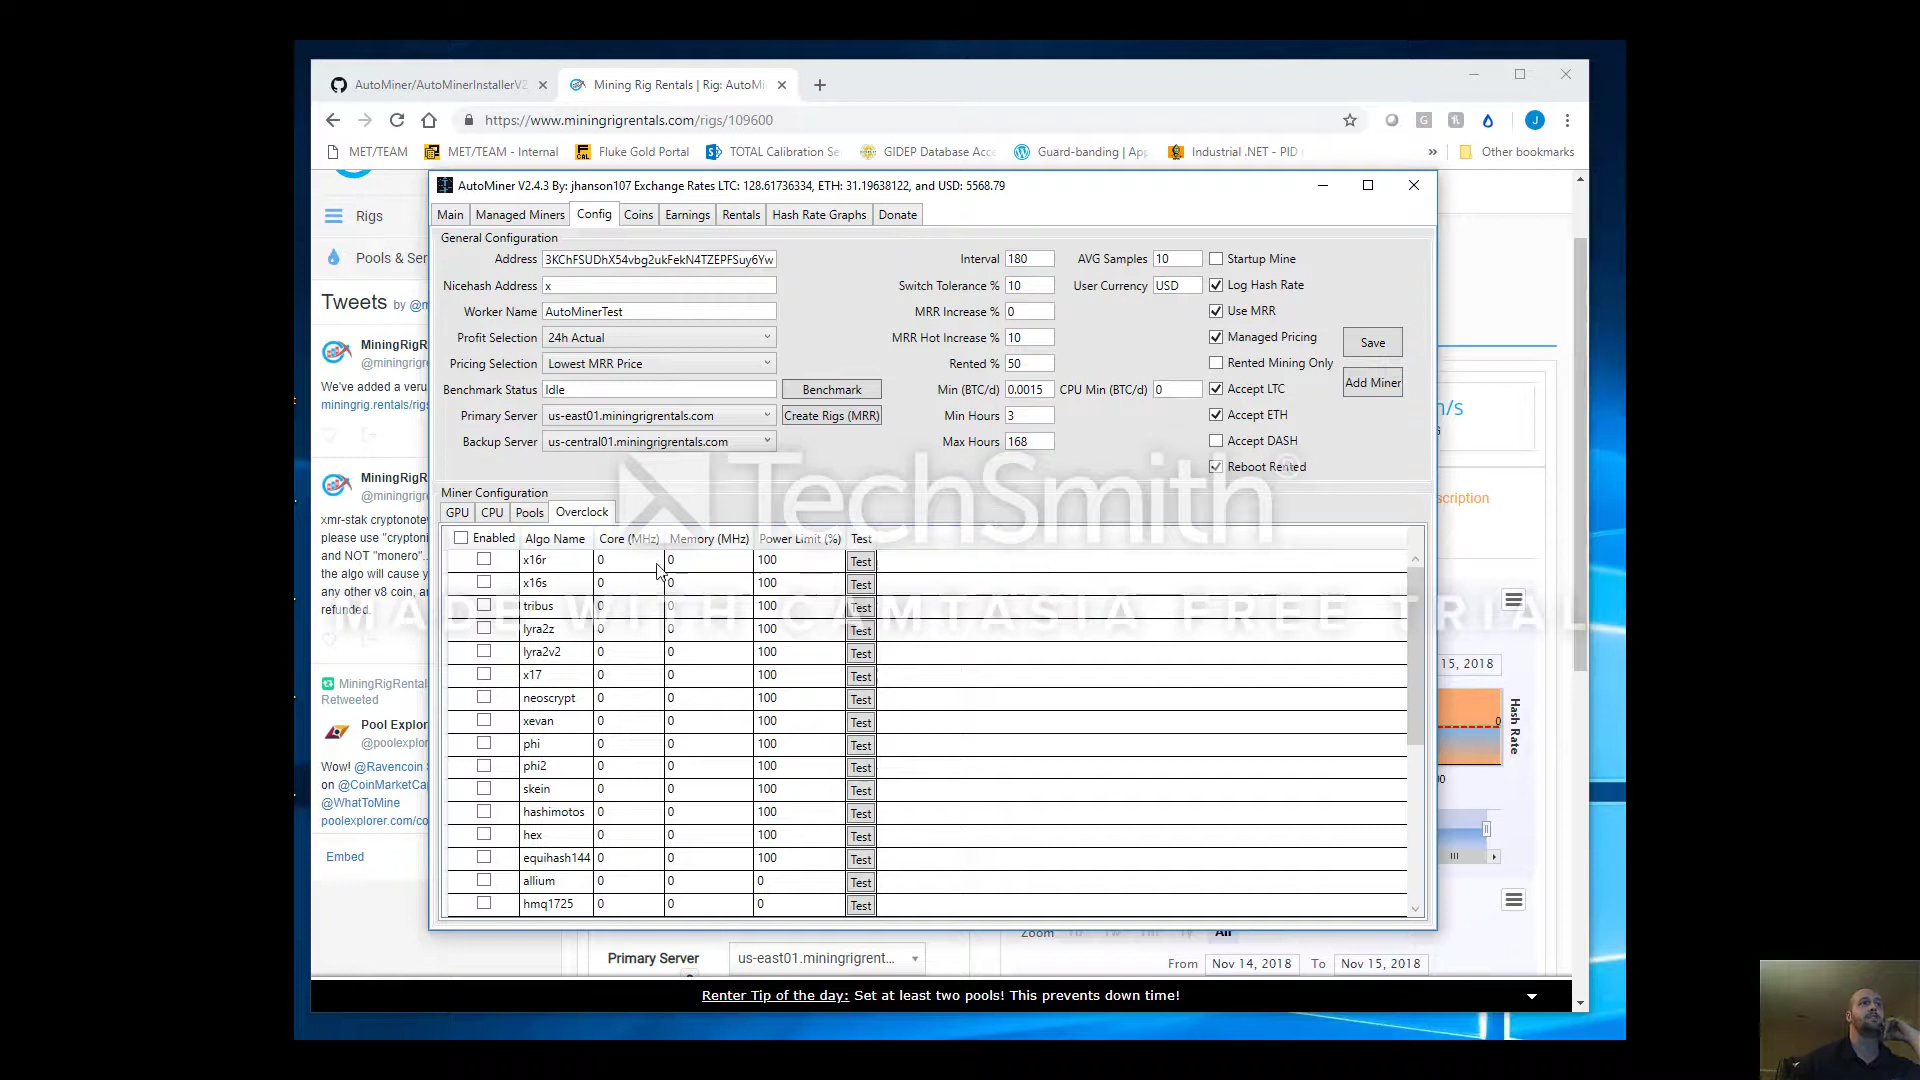 AutoMiner/AutoMinerInstallerV2
Mining Rig Rentals | Rig: AutoMi
https://www.miningrigrentals.com/rigs/109600
MET/TEAM
MET/TEAM - Internal
Fluke Gold Portal
TOTAL Calibration Se
GIDEP Database Acc
Guard-banding | Ap
Industrial .NET - PID
»
Other bookmarks
AutoMiner V2.4.3 By: jhanson107 Exchange Rates LTC: 128.61736334, ETH: 31.19638122, and USD: 5568.79
Main
Managed Miners
Config
Coins
Earnings
Rentals
Hash Rate Graphs
Donate
General Configuration
Address 3KChFSUDhX54vbg2ukFekN4TZEPFSuy6Yw
Interval 180
AVG Samples 10
Startup Mine
Nicehash Address x
Switch Tolerance % 10
User Currency USD
Log Hash Rate
Worker Name AutoMinerTest
MRR Increase % 0
Use MRR
Profit Selection 24h Actual
MRR Hot Increase % 10
Managed Pricing
Save
Pricing Selection Lowest MRR Price
Rented % 50
Rented Mining Only
Benchmark Status Idle
Benchmark
Min (BTC/d) 0.0015
CPU Min (BTC/d) 0
Accept LTC
Add Miner
Primary Server us-east01.miningrigrentals.com
Create Rigs (MRR)
Min Hours 3
Accept ETH
Backup Server us-central01.miningrigrentals.com
Max Hours 168
Accept DASH
Reboot Rented
Miner Configuration
GPU
CPU
Pools
Overclock
Enabled Algo Name Core (MHz) Memory (MHz) Power Limit (%) Test
x16r 0 0 100 Test
x16s 0 0 100 Test
tribus 0 0 100 Test
lyra2z 0 0 100 Test
lyra2v2 0 0 100 Test
x17 0 0 100 Test
neoscrypt 0 0 100 Test
xevan 0 0 100 Test
phi 0 0 100 Test
phi2 0 0 100 Test
skein 0 0 100 Test
hashimotos 0 0 100 Test
hex 0 0 100 Test
equihash144 0 0 100 Test
allium 0 0 0 Test
hmq1725 0 0 0 Test
TechSmith®
MADE WITH CAMTASIA FREE TRIAL
Rigs
Pools & Ser
Tweets by @m
MiningRigR
@miningrig
We've added a veru
miningrig.rentals/rigs
MiningRigR
@miningrig
xmr-stak cryptonote
please use "cryptoni
and NOT "monero".
the algo will cause y
any other v8 coin, a
refunded.
MiningRigRental
Retweeted
Pool Explor
@poolexplor
Wow! @Ravencoin
on @CoinMarketCa
@WhatToMine
poolexplorer.com/co
Embed
h/s
scription
15, 2018
Hash Rate
0
00
Zoom
All
Primary Server us-east01.miningrigrent...
From Nov 14, 2018 To Nov 15, 2018
Renter Tip of the day: Set at least two pools! This prevents down time!